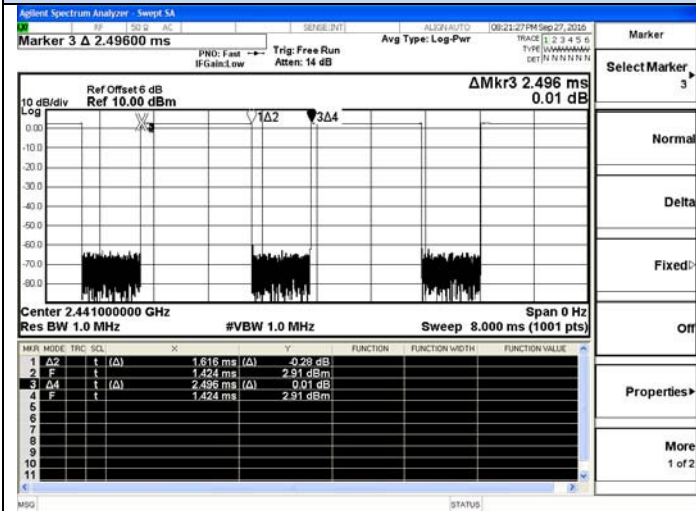 Agilent Spectrum Analyzer - Swept SA
RF 50 Ω AC SENSE:INT ALIGN AUTO 08:21:27 PM Sep 27, 2016
Marker 3 Δ 2.49600 ms
PNO: Fast
IFGain:Low
Trig: Free Run
Atten: 14 dB
Avg Type: Log-Pwr
TRACE 1 2 3 4 5 6
TYPE WWWWWW
DET N N N N N N
Ref Offset 6 dB
Ref 10.00 dBm
ΔMkr3 2.496 ms
0.01 dB
10 dB/div
Log
1Δ2
3Δ4
0.00
-10.0
-20.0
-30.0
-40.0
-50.0
-60.0
-70.0
-80.0
Center 2.441000000 GHz
Span 0 Hz
Res BW 1.0 MHz
#VBW 1.0 MHz
Sweep 8.000 ms (1001 pts)
MKR MODE TRC SCL X Y FUNCTION FUNCTION WIDTH FUNCTION VALUE
1 Δ2 t (Δ) 1.616 ms (Δ) -0.28 dB
2 F t 1.424 ms 2.91 dBm
3 Δ4 t (Δ) 2.496 ms (Δ) 0.01 dB
4 F t 1.424 ms 2.91 dBm
5
6
7
8
9
10
11
MSG
STATUS
Marker
Select Marker
3
Normal
Delta
Fixed
Off
Properties
More
1 of 2